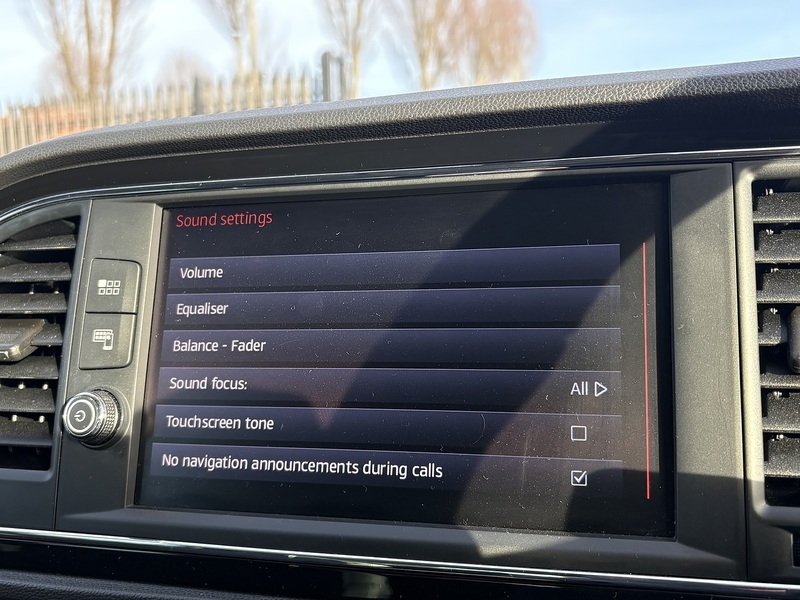 Sound settings
Volume
Equaliser
Balance - Fader
Sound focus: All
Touchscreen tone
No navigation announcements during calls